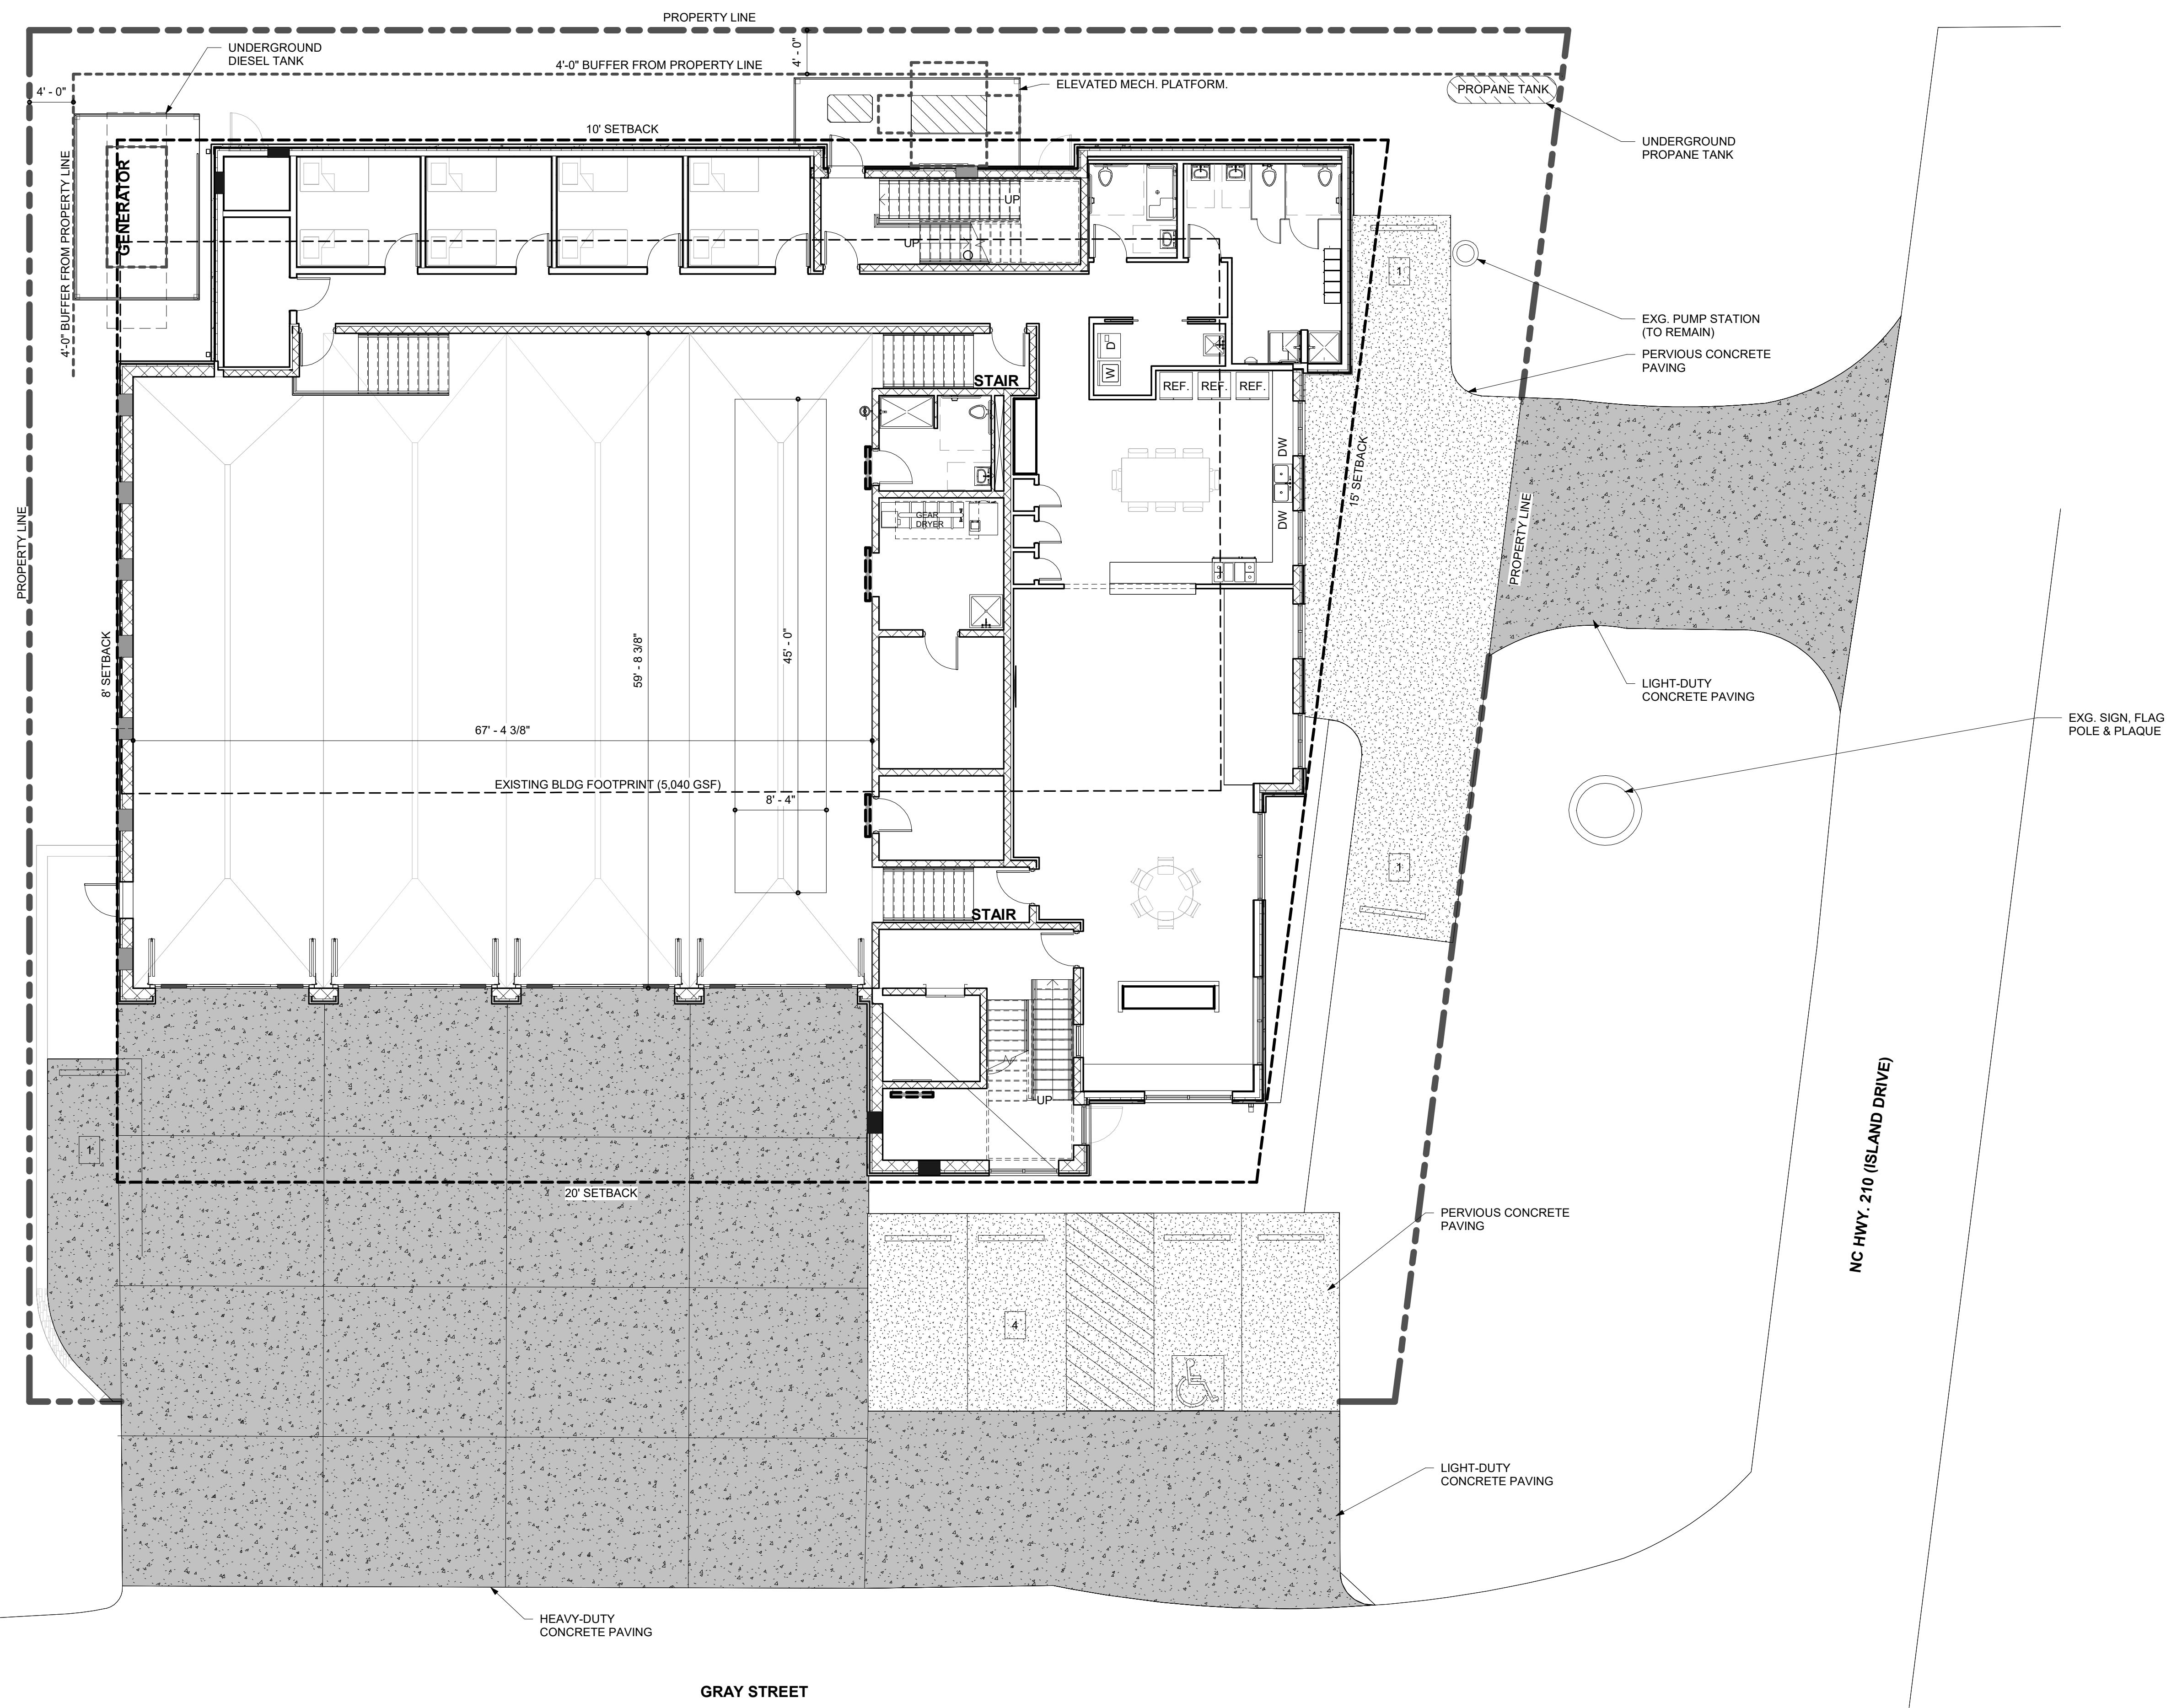 PROPERTY LINE
UNDERGROUND
DIESEL TANK
4' - 0"
4'-0" BUFFER FROM PROPERTY LINE
4' - 0"
ELEVATED MECH. PLATFORM.
PROPANE TANK
10' SETBACK
UNDERGROUND
PROPANE TANK
4'-0" BUFFER FROM PROPERTY LINE
GENERATOR
UP
UP
1
EXG. PUMP STATION
(TO REMAIN)
PERVIOUS CONCRETE
PAVING
D
W
STAIR
REF.
REF.
REF.
DW
DW
15' SETBACK
PROPERTY LINE
GEAR
DRYER
PROPERTY LINE
8' SETBACK
59' - 8 3/8"
45' - 0"
67' - 4 3/8"
LIGHT-DUTY
CONCRETE PAVING
EXG. SIGN, FLAG
POLE & PLAQUE
EXISTING BLDG FOOTPRINT (5,040 GSF)
8' - 4"
1
STAIR
UP
1
20' SETBACK
NC HWY. 210 (ISLAND DRIVE)
PERVIOUS CONCRETE
PAVING
4
LIGHT-DUTY
CONCRETE PAVING
HEAVY-DUTY
CONCRETE PAVING
GRAY STREET